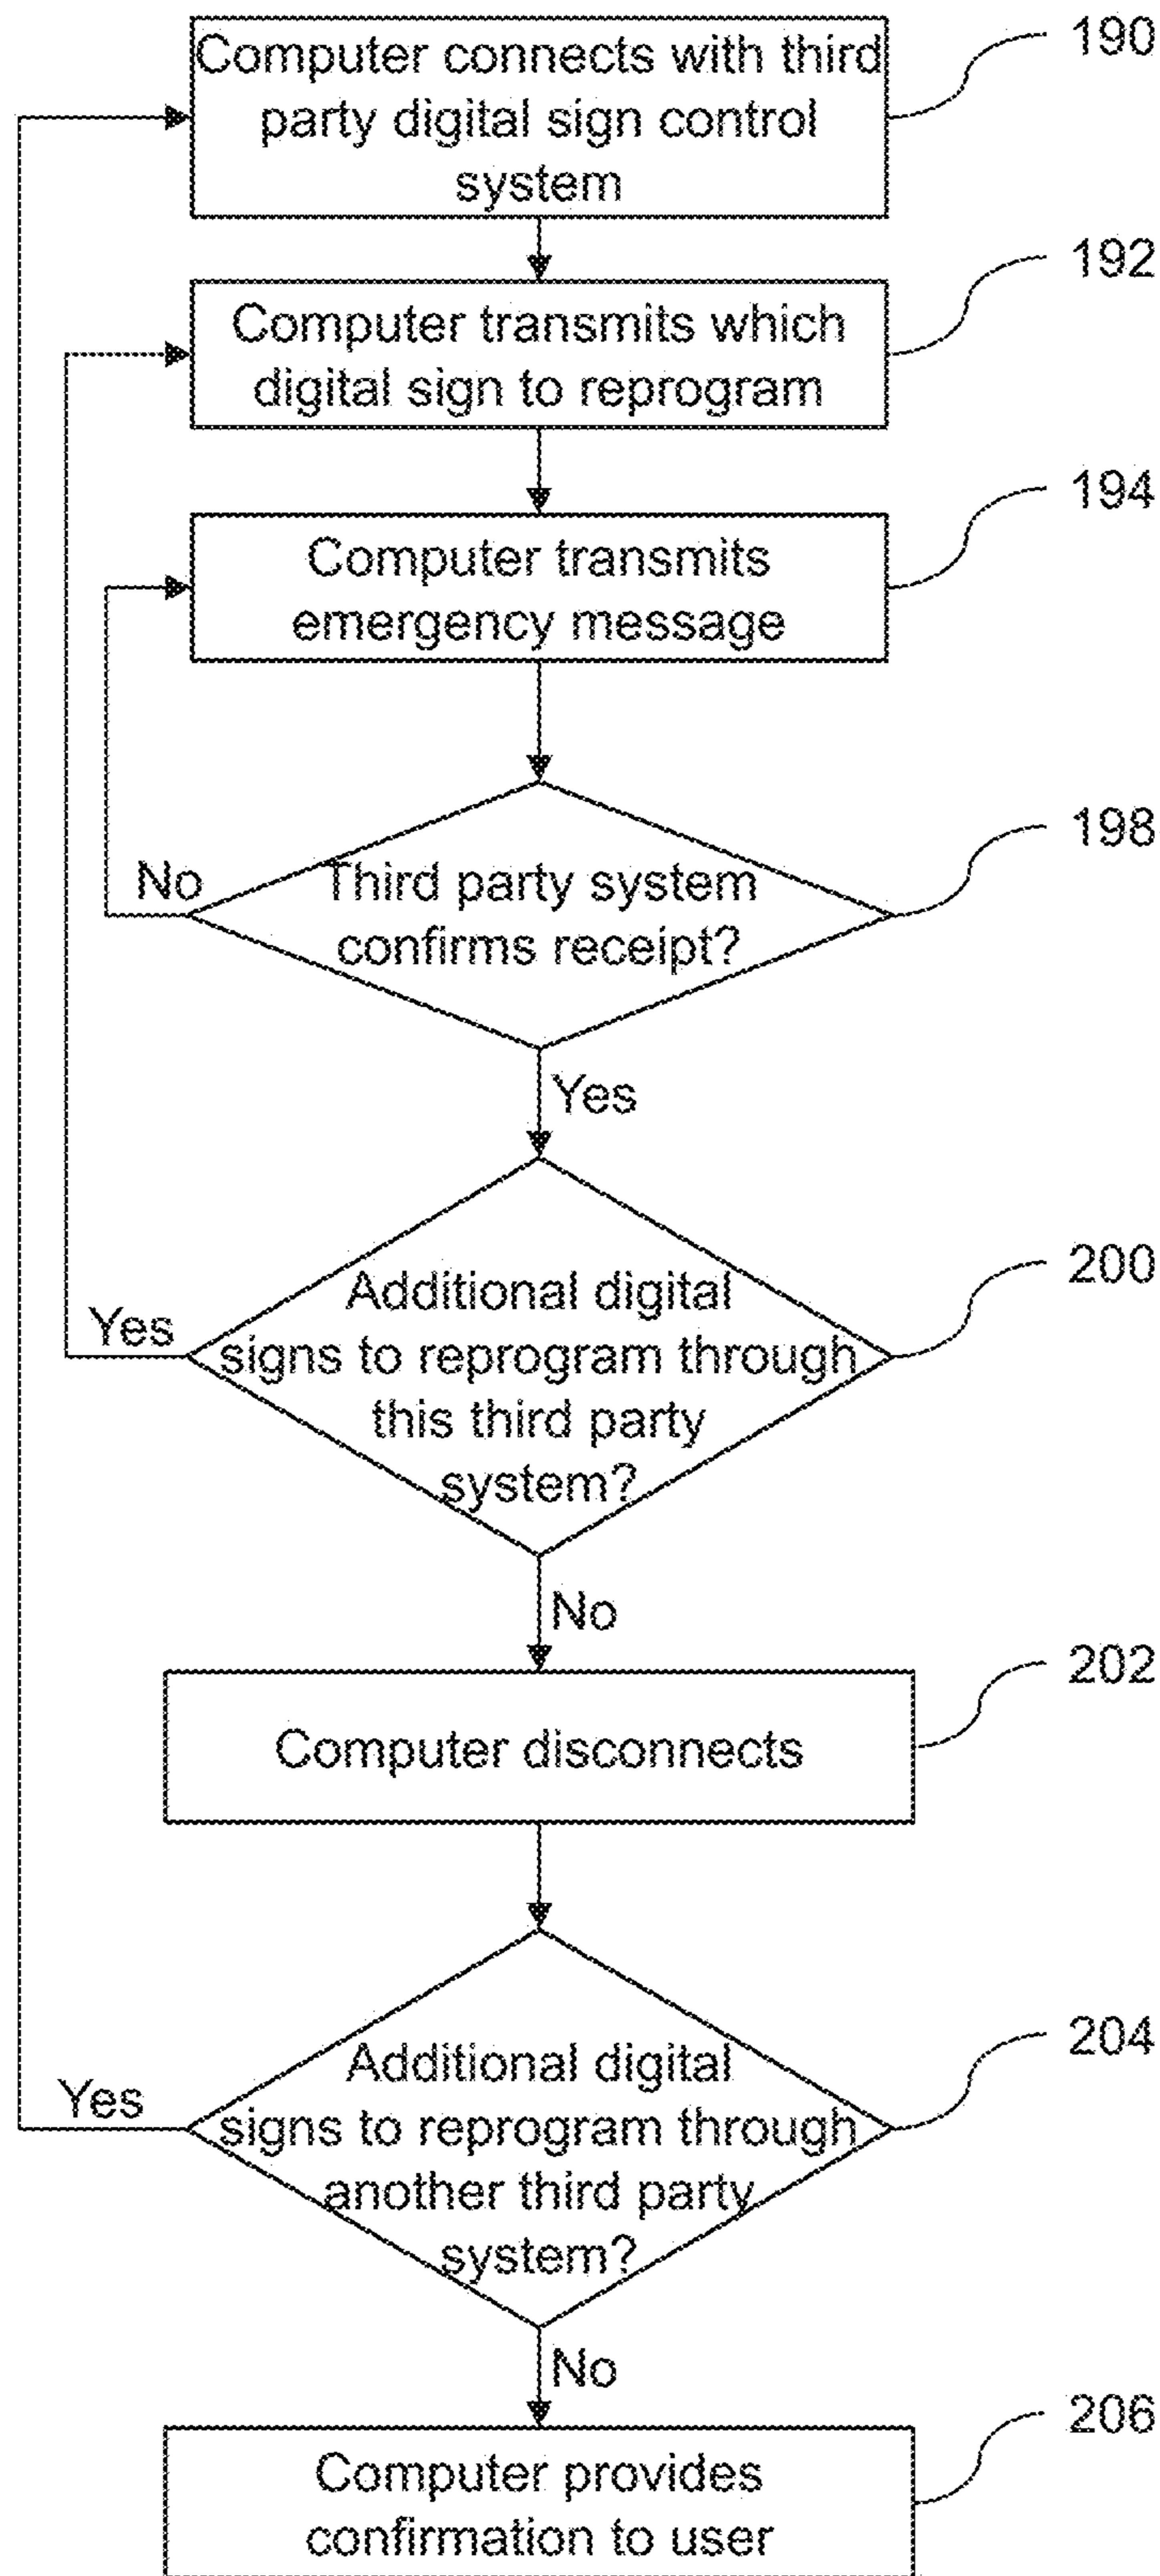 Computer connects with third
party digital sign control
system
190
Computer transmits which
digital sign to reprogram
192
Computer transmits
emergency message
194
Third party system
confirms receipt?
198
No
Yes
Additional digital
signs to reprogram through
this third party
system?
200
Yes
No
Computer disconnects
202
Additional digital
signs to reprogram through
another third party
system?
204
Yes
No
Computer provides
confirmation to user
206